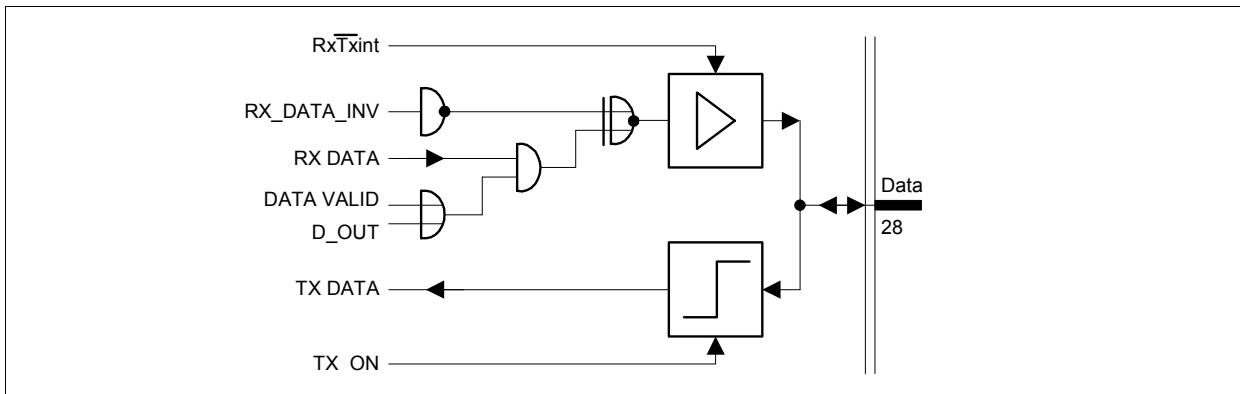 RxTxint
RX_DATA_INV
RX DATA
DATA VALID
D_OUT
Data
28
TX DATA
TX ON